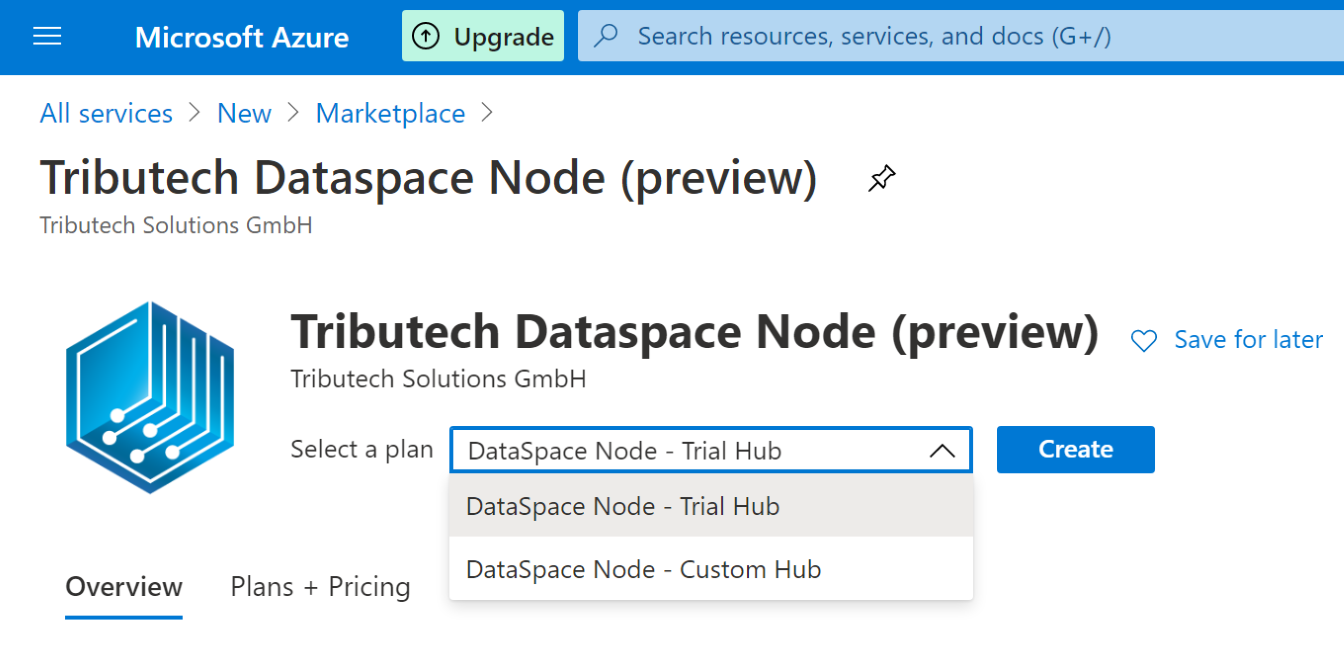 Microsoft Azure Upgrade Search resources, services, and docs (G+/)
All services > New > Marketplace >
Tributech Dataspace Node (preview)
Tributech Solutions GmbH
Tributech Dataspace Node (preview) Save for later
Tributech Solutions GmbH
Select a plan DataSpace Node - Trial Hub Create
DataSpace Node - Trial Hub
DataSpace Node - Custom Hub
Overview Plans + Pricing